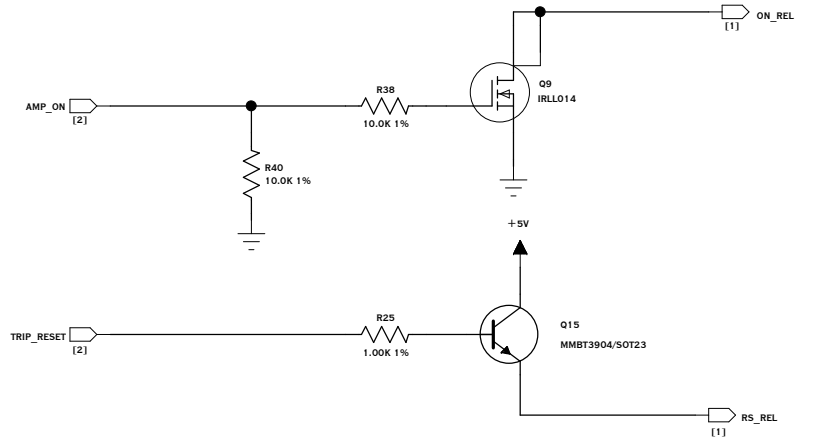 ON_REL
[1]
Q9
IRLL014
R38
10.0K 1%
AMP_ON
[2]
R40
10.0K 1%
+5V
R25
1.00K 1%
Q15
MMBT3904/SOT23
TRIP_RESET
[2]
RS_REL
[1]